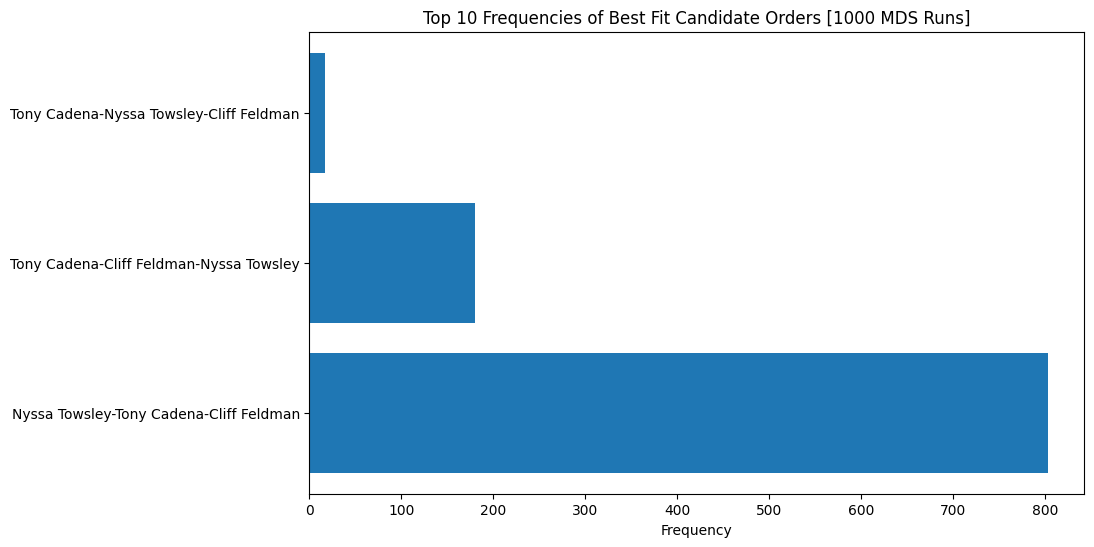 Top 10 Frequencies of Best Fit Candidate Orders [1000 MDS Runs]
Tony Cadena-Nyssa Towsley-Cliff Feldman
Tony Cadena-Cliff Feldman-Nyssa Towsley
Nyssa Towsley-Tony Cadena-Cliff Feldman
0 100 200 300 400 500 600 700 800
Frequency